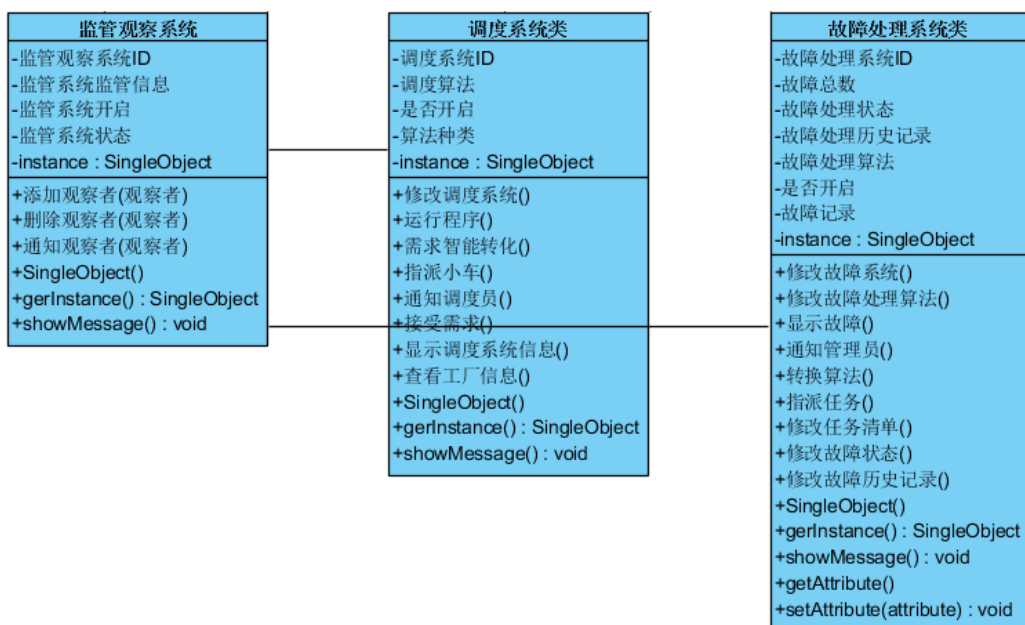 监管观察系统
-监管观察系统ID
-监管系统监管信息
-监管系统开启
-监管系统状态
-instance : SingleObject
+添加观察者(观察者)
+删除观察者(观察者)
+通知观察者(观察者)
+SingleObject()
+gerInstance() : SingleObject
+showMessage() : void
调度系统类
-调度系统ID
-调度算法
-是否开启
-算法种类
-instance : SingleObject
+修改调度系统()
+运行程序()
+需求智能转化()
+指派小车()
+通知调度员()
+接受需求()
+显示调度系统信息()
+查看工厂信息()
+SingleObject()
+gerInstance() : SingleObject
+showMessage() : void
故障处理系统类
-故障处理系统ID
-故障总数
-故障处理状态
-故障处理历史记录
-故障处理算法
-是否开启
-故障记录
-instance : SingleObject
+修改故障系统()
+修改故障处理算法()
+显示故障()
+通知管理员()
+转换算法()
+指派任务()
+修改任务清单()
+修改故障状态()
+修改故障历史记录()
+SingleObject()
+gerInstance() : SingleObject
+showMessage() : void
+getAttribute()
+setAttribute(attribute) : void